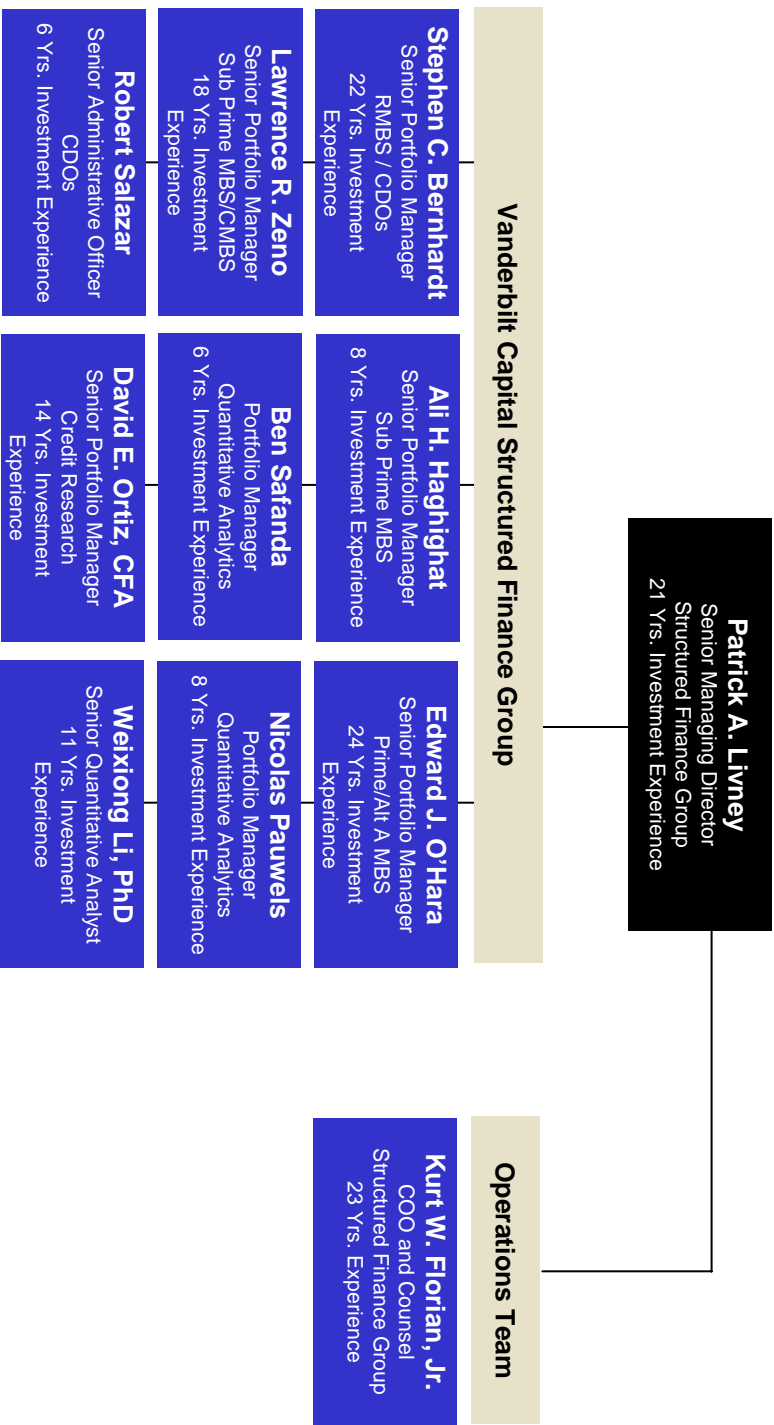 Patrick A. Livney
Senior Managing Director
Structured Finance Group
21 Yrs. Investment Experience
Vanderbilt Capital Structured Finance Group
Operations Team
Stephen C. Bernhardt
Senior Portfolio Manager
RMBS / CDOs
22 Yrs. Investment
Experience
Ali H. Haghighat
Senior Portfolio Manager
Sub Prime MBS
8 Yrs. Investment Experience
Edward J. O’Hara
Senior Portfolio Manager
Prime/Alt A MBS
24 Yrs. Investment
Experience
Kurt W. Florian, Jr.
COO and Counsel
Structured Finance Group
23 Yrs. Experience
Lawrence R. Zeno
Senior Portfolio Manager
Sub Prime MBS/CMBS
18 Yrs. Investment
Experience
Ben Safanda
Portfolio Manager
Quantitative Analytics
6 Yrs. Investment Experience
Nicolas Pauwels
Portfolio Manager
Quantitative Analytics
8 Yrs. Investment Experience
Robert Salazar
Senior Administrative Officer
CDOs
6 Yrs. Investment Experience
David E. Ortiz, CFA
Senior Portfolio Manager
Credit Research
14 Yrs. Investment
Experience
Weixiong Li, PhD
Senior Quantitative Analyst
11 Yrs. Investment
Experience